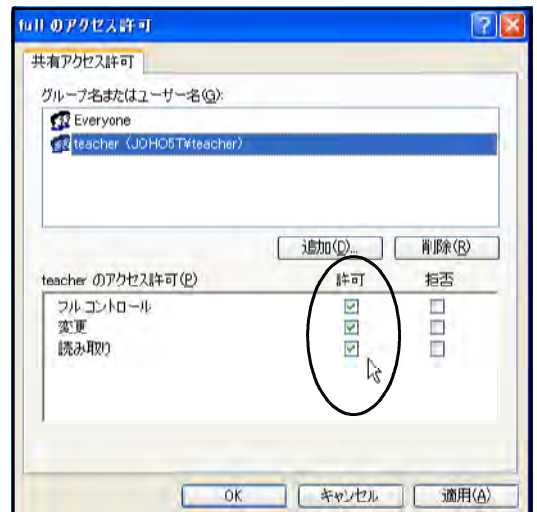 full のアクセス許可
共有アクセス許可
グループ名またはユーザー名(G):
Everyone
teacher (JOHO5T¥teacher)
追加(D)... 削除(R)
teacher のアクセス許可(P) 許可 拒否
フル コントロール
変更
読み取り
OK キャンセル 適用(A)